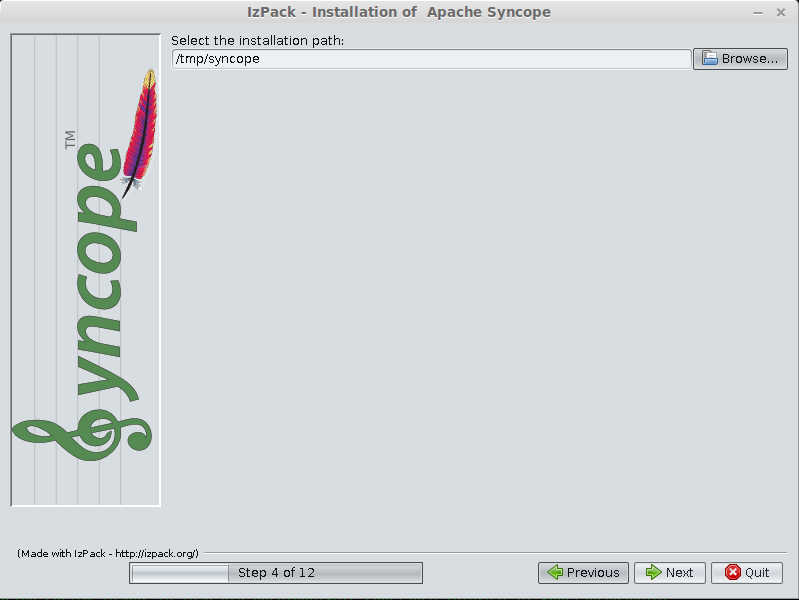 IzPack - Installation of  Apache Syncope
Select the installation path:
/tmp/syncope
Browse...
yncope TM
(Made with IzPack - http://izpack.org/)
Step 4 of 12
Previous
Next
Quit